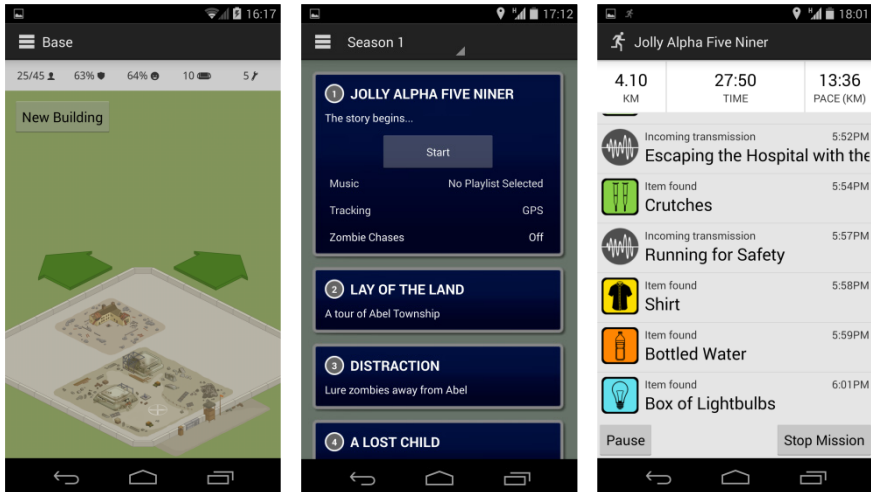 16:17
Base
25/45 63% 64% 10 5
New Building
17:12
Season 1
1 JOLLY ALPHA FIVE NINER
The story begins...
Start
Music No Playlist Selected
Tracking GPS
Zombie Chases Off
2 LAY OF THE LAND
A tour of Abel Township
3 DISTRACTION
Lure zombies away from Abel
4 A LOST CHILD
H 18:01
Jolly Alpha Five Niner
4.10 27:50 13:36
KM TIME PACE (KM)
Incoming transmission 5:52PM
Escaping the Hospital with the
Item found 5:54PM
Crutches
Incoming transmission 5:57PM
Running for Safety
Item found 5:58PM
Shirt
Item found 5:59PM
Bottled Water
Item found 6:01PM
Box of Lightbulbs
Pause Stop Mission